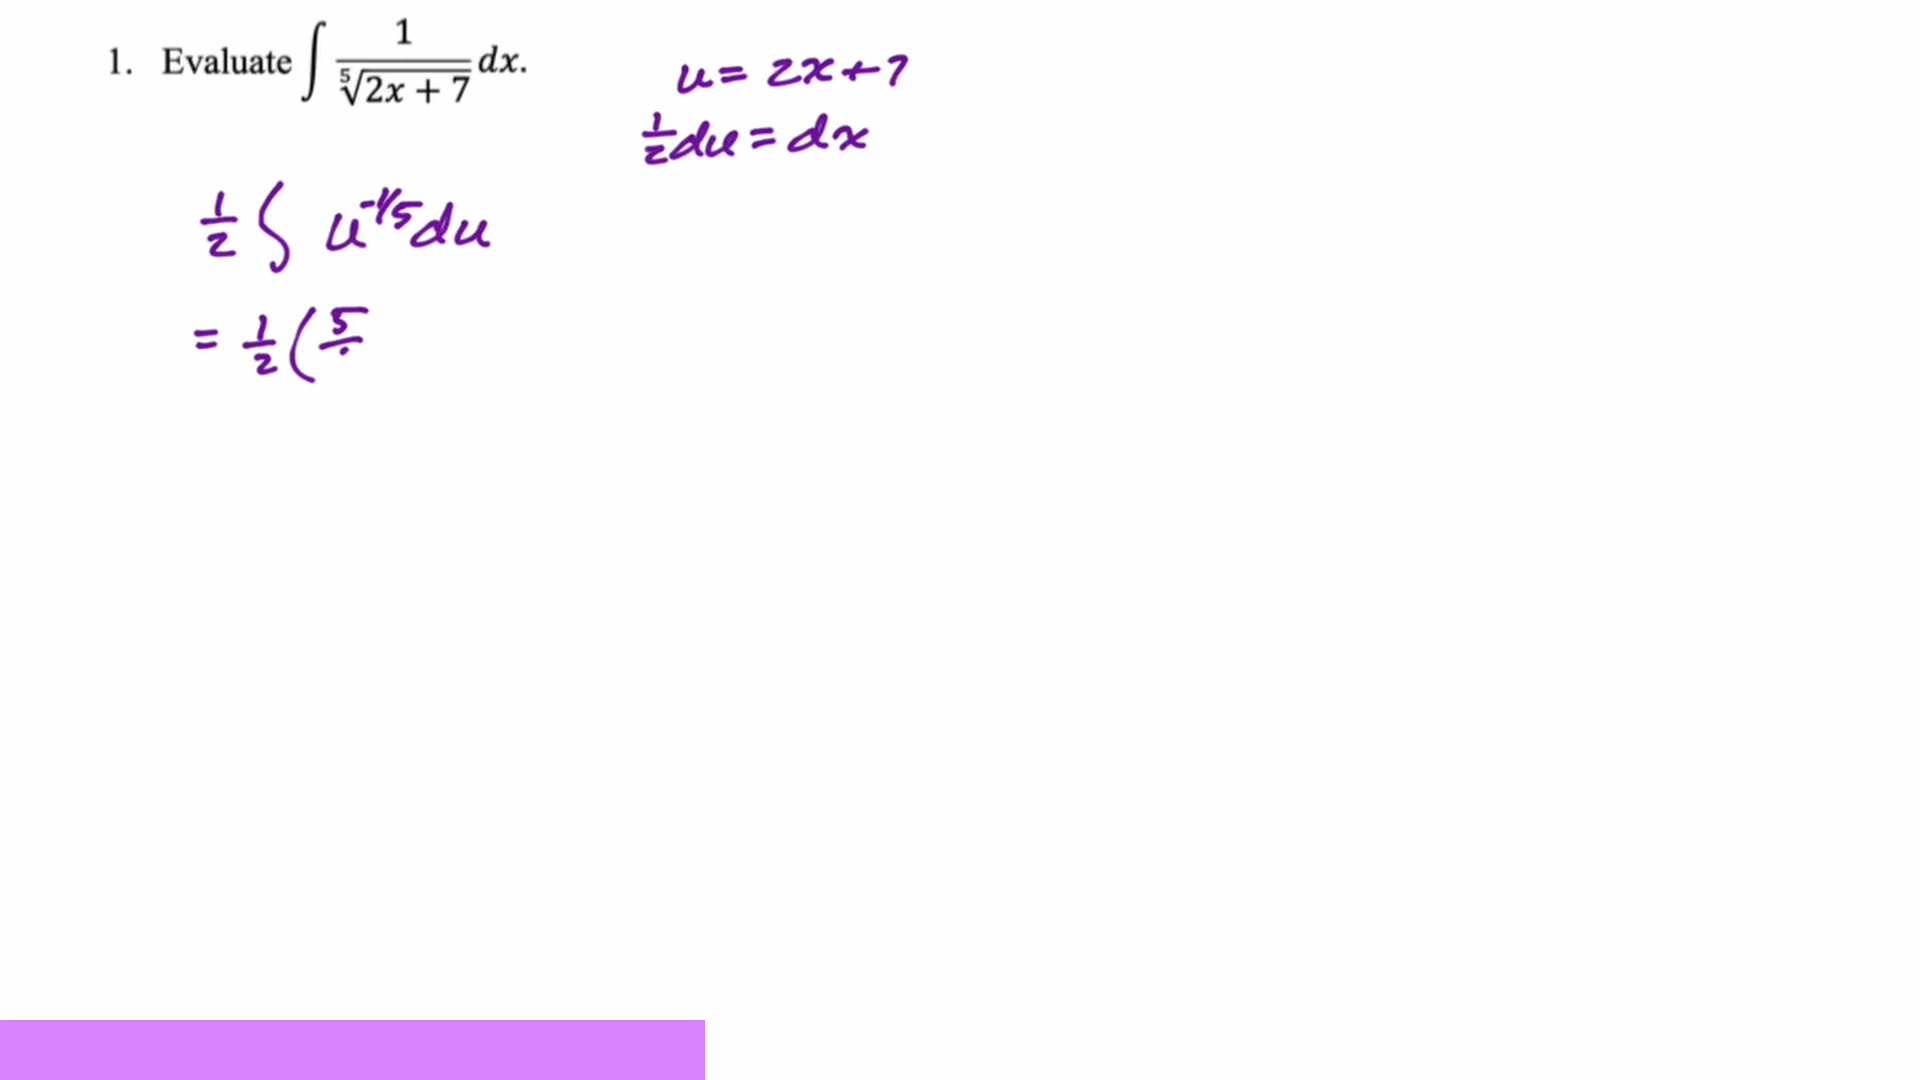 1. Evaluate ∫ 1/⁵√(2x + 7) dx.
u = 2x+7
½du = dx
½ ∫ u^(-1/5) du
= ½ (5/